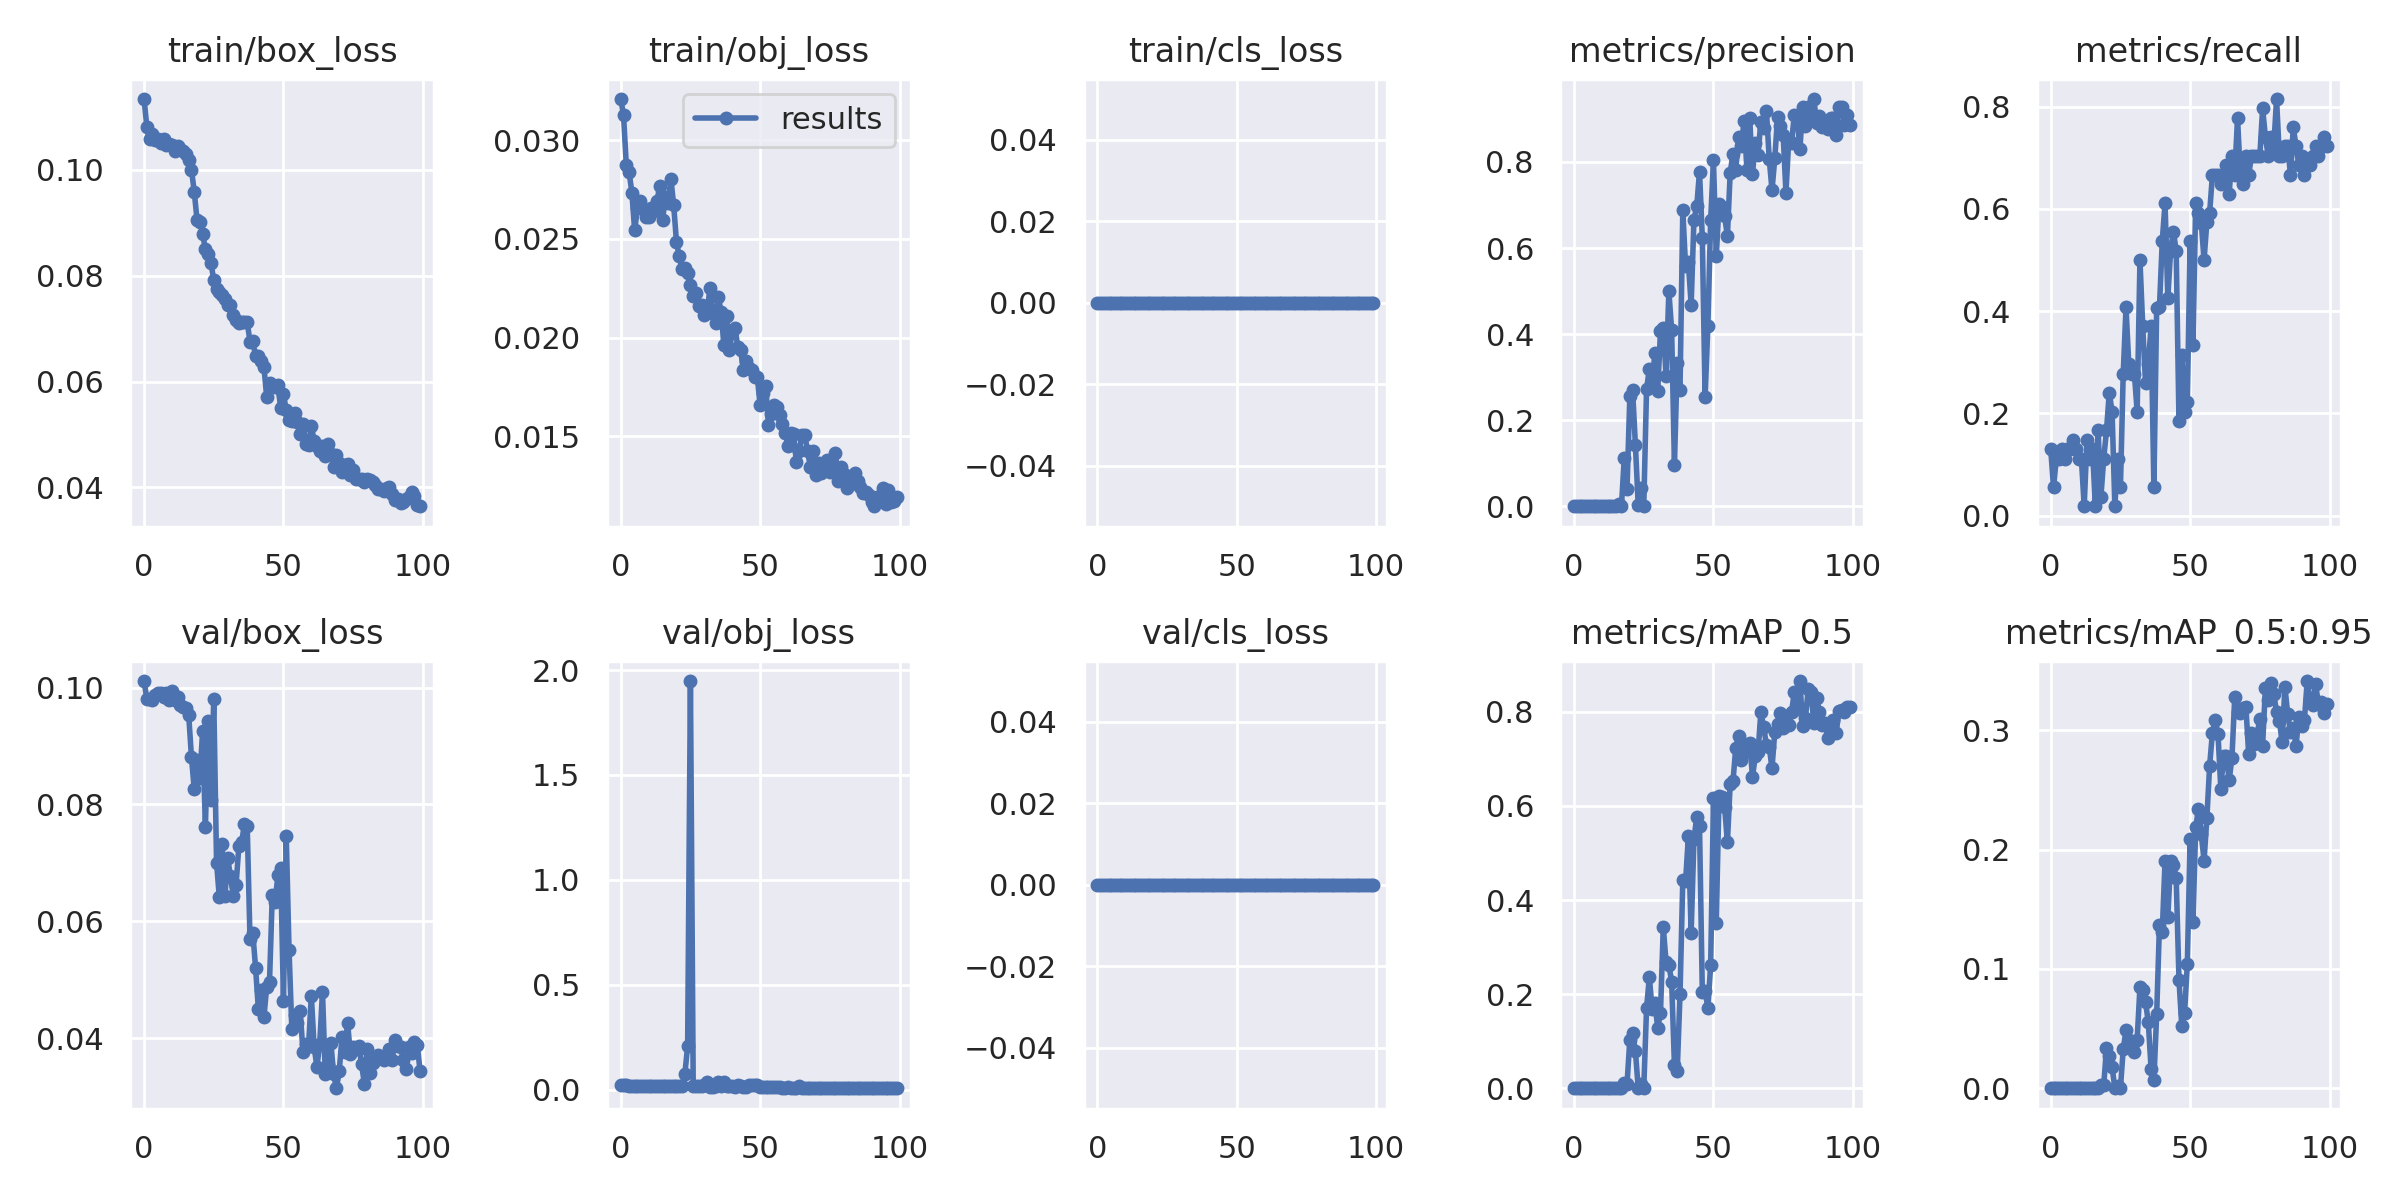 train/box_loss
train/obj_loss
train/cls_loss
metrics/precision
metrics/recall
results
0.10
0.08
0.06
0.04
0 50 100
0.030
0.025
0.020
0.015
0 50 100
0.04
0.02
0.00
−0.02
−0.04
0 50 100
0.8
0.6
0.4
0.2
0.0
0 50 100
0.8
0.6
0.4
0.2
0.0
0 50 100
val/box_loss
val/obj_loss
val/cls_loss
metrics/mAP_0.5
metrics/mAP_0.5:0.95
0.10
0.08
0.06
0.04
0 50 100
2.0
1.5
1.0
0.5
0.0
0 50 100
0.04
0.02
0.00
−0.02
−0.04
0 50 100
0.8
0.6
0.4
0.2
0.0
0 50 100
0.3
0.2
0.1
0.0
0 50 100